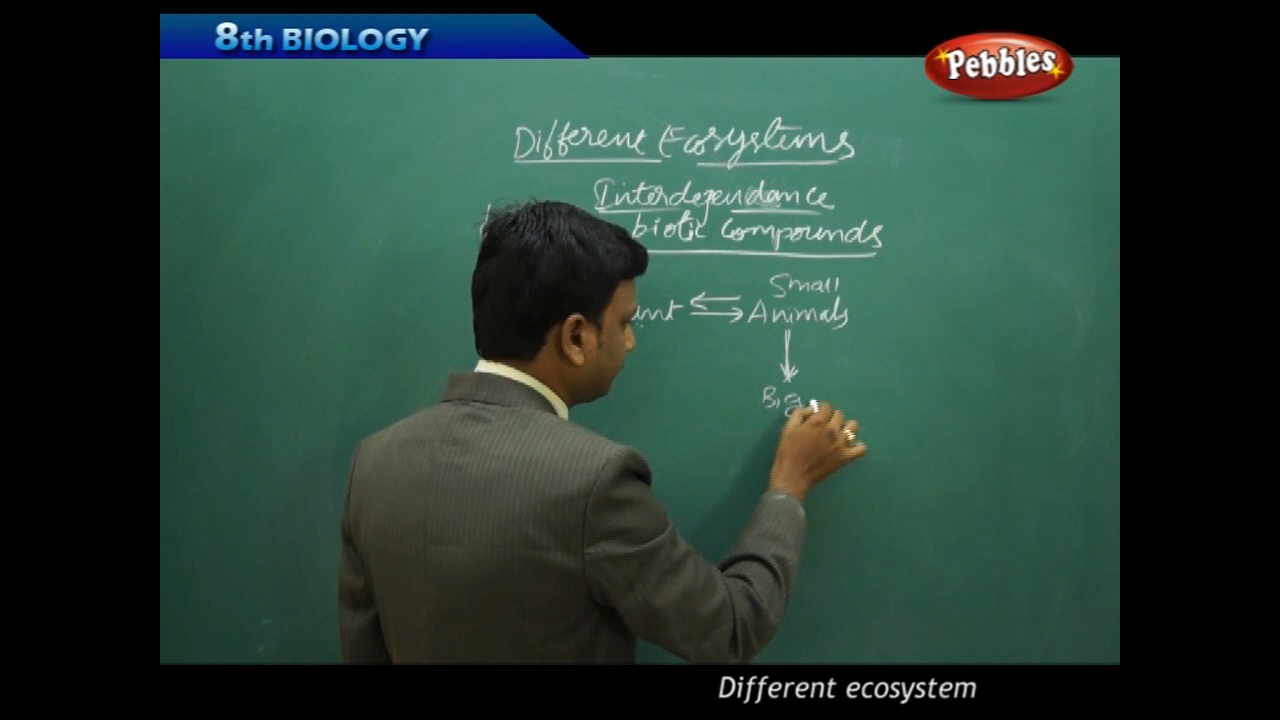 8th BIOLOGY
Pebbles
Different Ecosystems
Interdependance
biotic Compounds
Small
Animals
Big
Different ecosystem